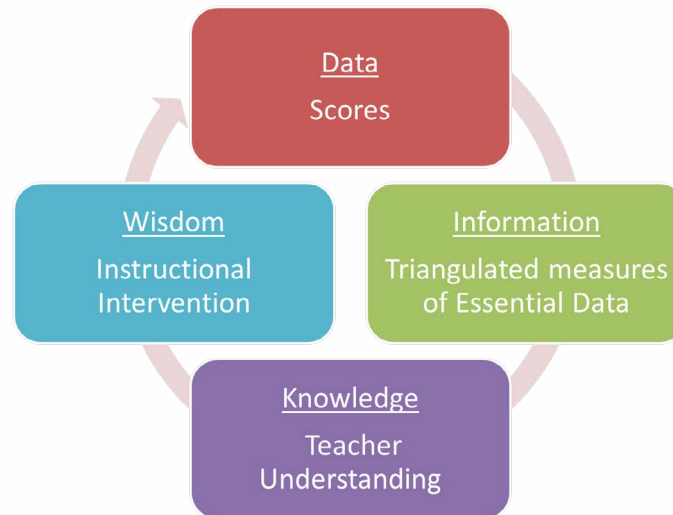 Data
Scores
Information
Triangulated measures
of Essential Data
Knowledge
Teacher
Understanding
Wisdom
Instructional
Intervention